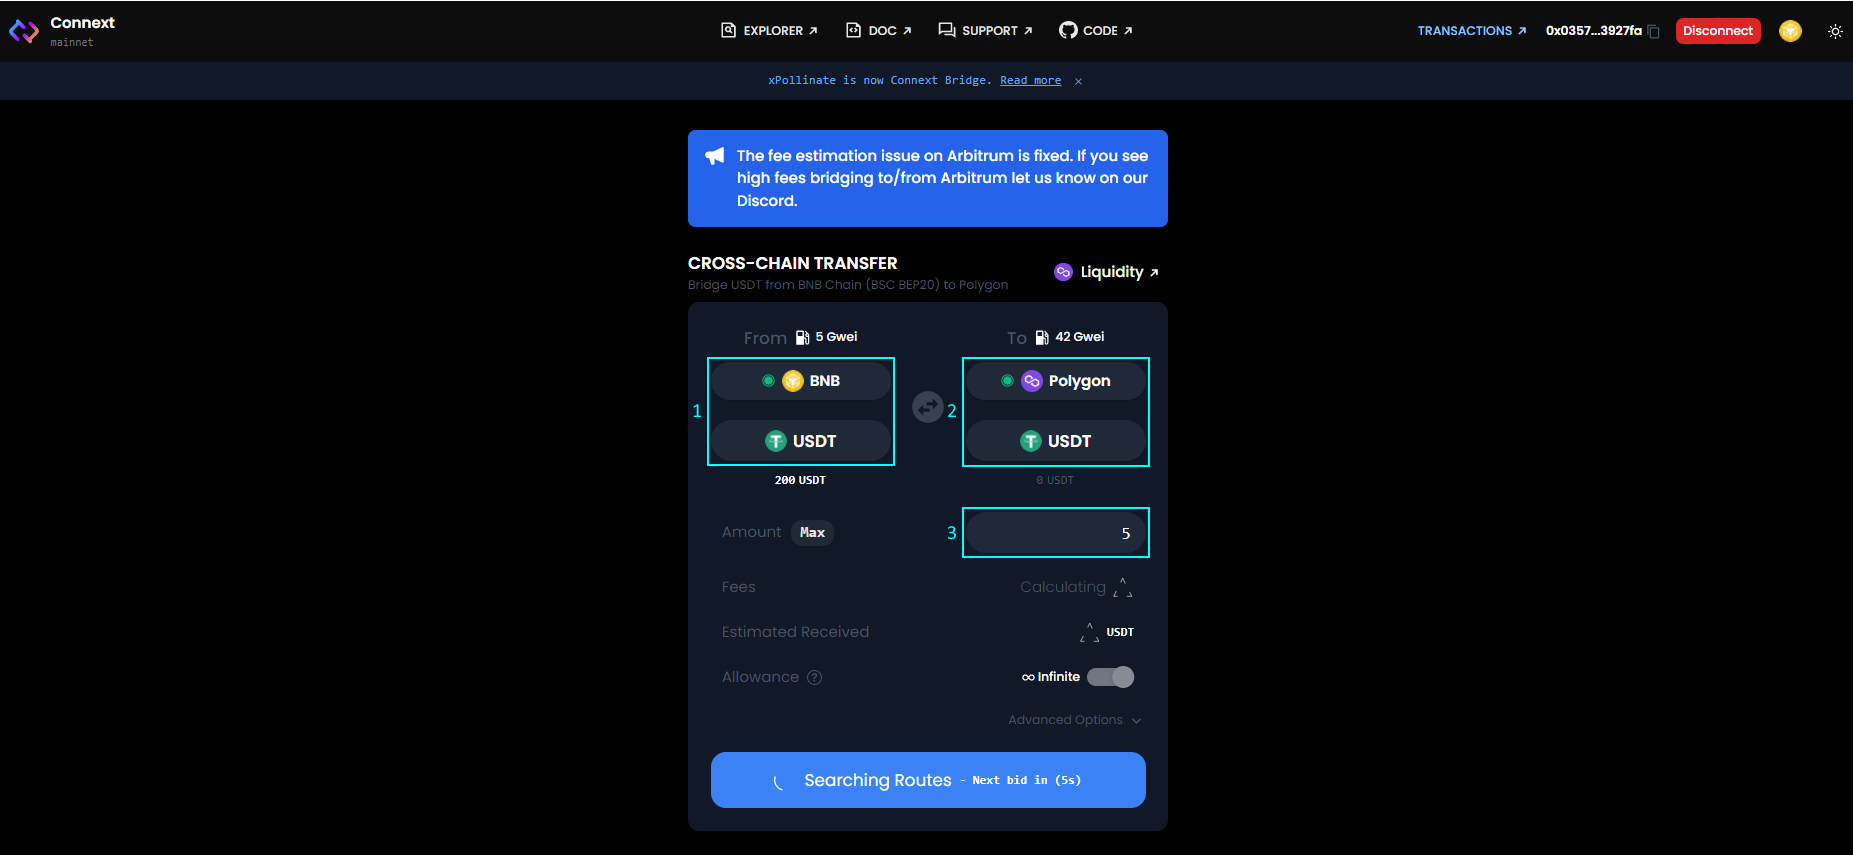 Connext
mainnet
EXPLORER
DOC
SUPPORT
CODE
TRANSACTIONS
0x0357...3927fa
Disconnect
xPollinate is now Connext Bridge. Read more ×
The fee estimation issue on Arbitrum is fixed. If you see
high fees bridging to/from Arbitrum let us know on our
Discord.
CROSS-CHAIN TRANSFER
Bridge USDT from BNB Chain (BSC BEP20) to Polygon
Liquidity
From 5 Gwei
To 42 Gwei
BNB
Polygon
1
2
USDT
USDT
200 USDT
0 USDT
Amount Max
3
5
Fees
Calculating
Estimated Received
USDT
Allowance ?
∞ Infinite
Advanced Options
Searching Routes - Next bid in (5s)